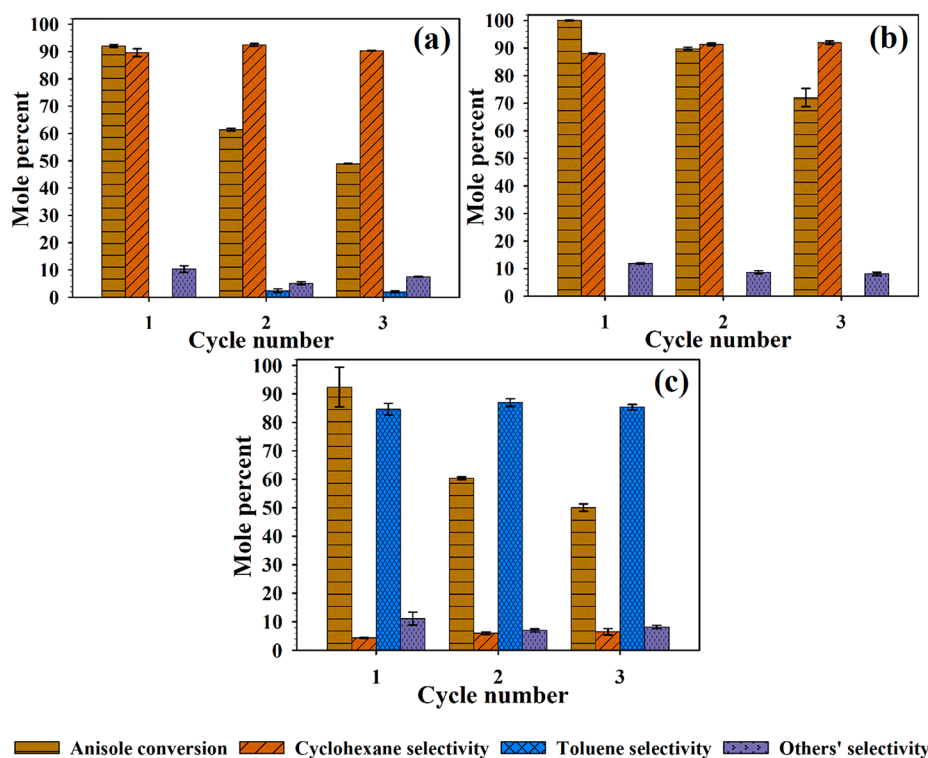 (a)
100
90
80
70
60
50
40
30
20
10
0
Mole percent
1 2 3
Cycle number
(b)
100
90
80
70
60
50
40
30
20
10
0
Mole percent
1 2 3
Cycle number
(c)
100
90
80
70
60
50
40
30
20
10
0
Mole percent
1 2 3
Cycle number
Anisole conversion Cyclohexane selectivity Toluene selectivity Others' selectivity